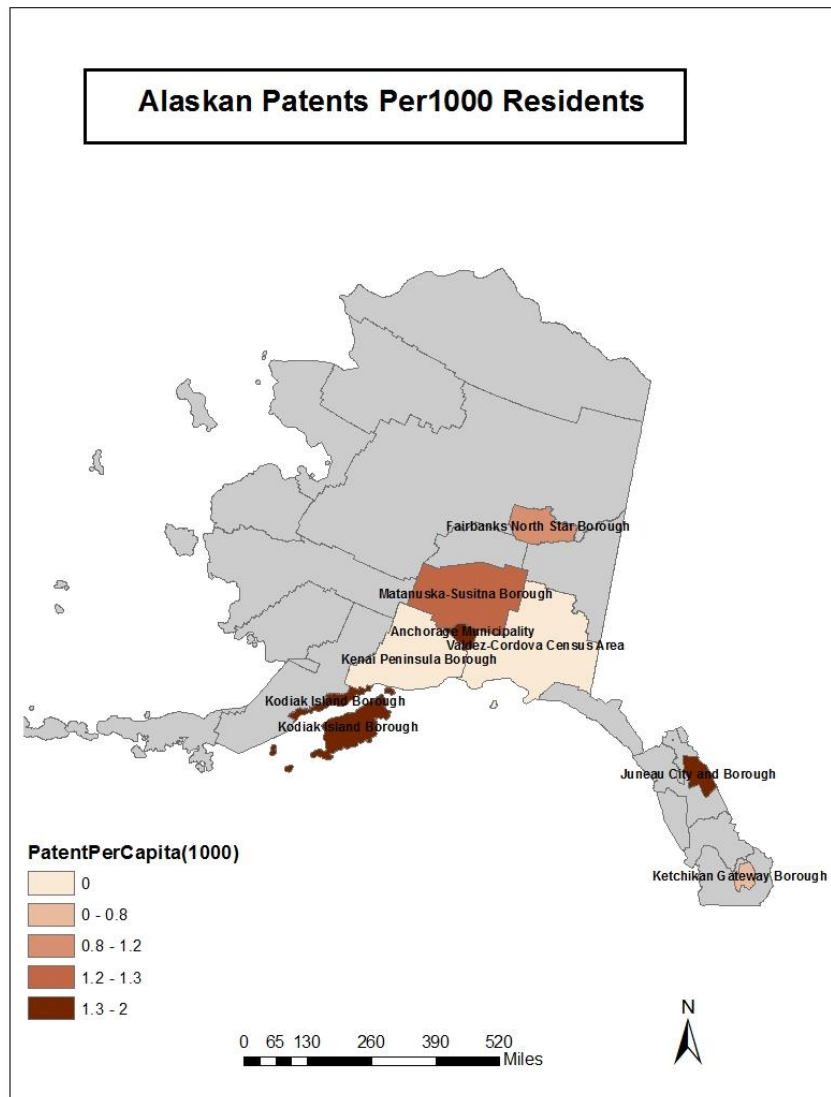 Alaskan Patents Per1000 Residents
Fairbanks North Star Borough
Matanuska-Susitna Borough
Anchorage Municipality
Valdez-Cordova Census Area
Kenai Peninsula Borough
Kodiak Island Borough
Kodiak Island Borough
Juneau City and Borough
Ketchikan Gateway Borough
PatentPerCapita(1000)
0
0 - 0.8
0.8 - 1.2
1.2 - 1.3
1.3 - 2
N
0 65 130 260 390 520
Miles